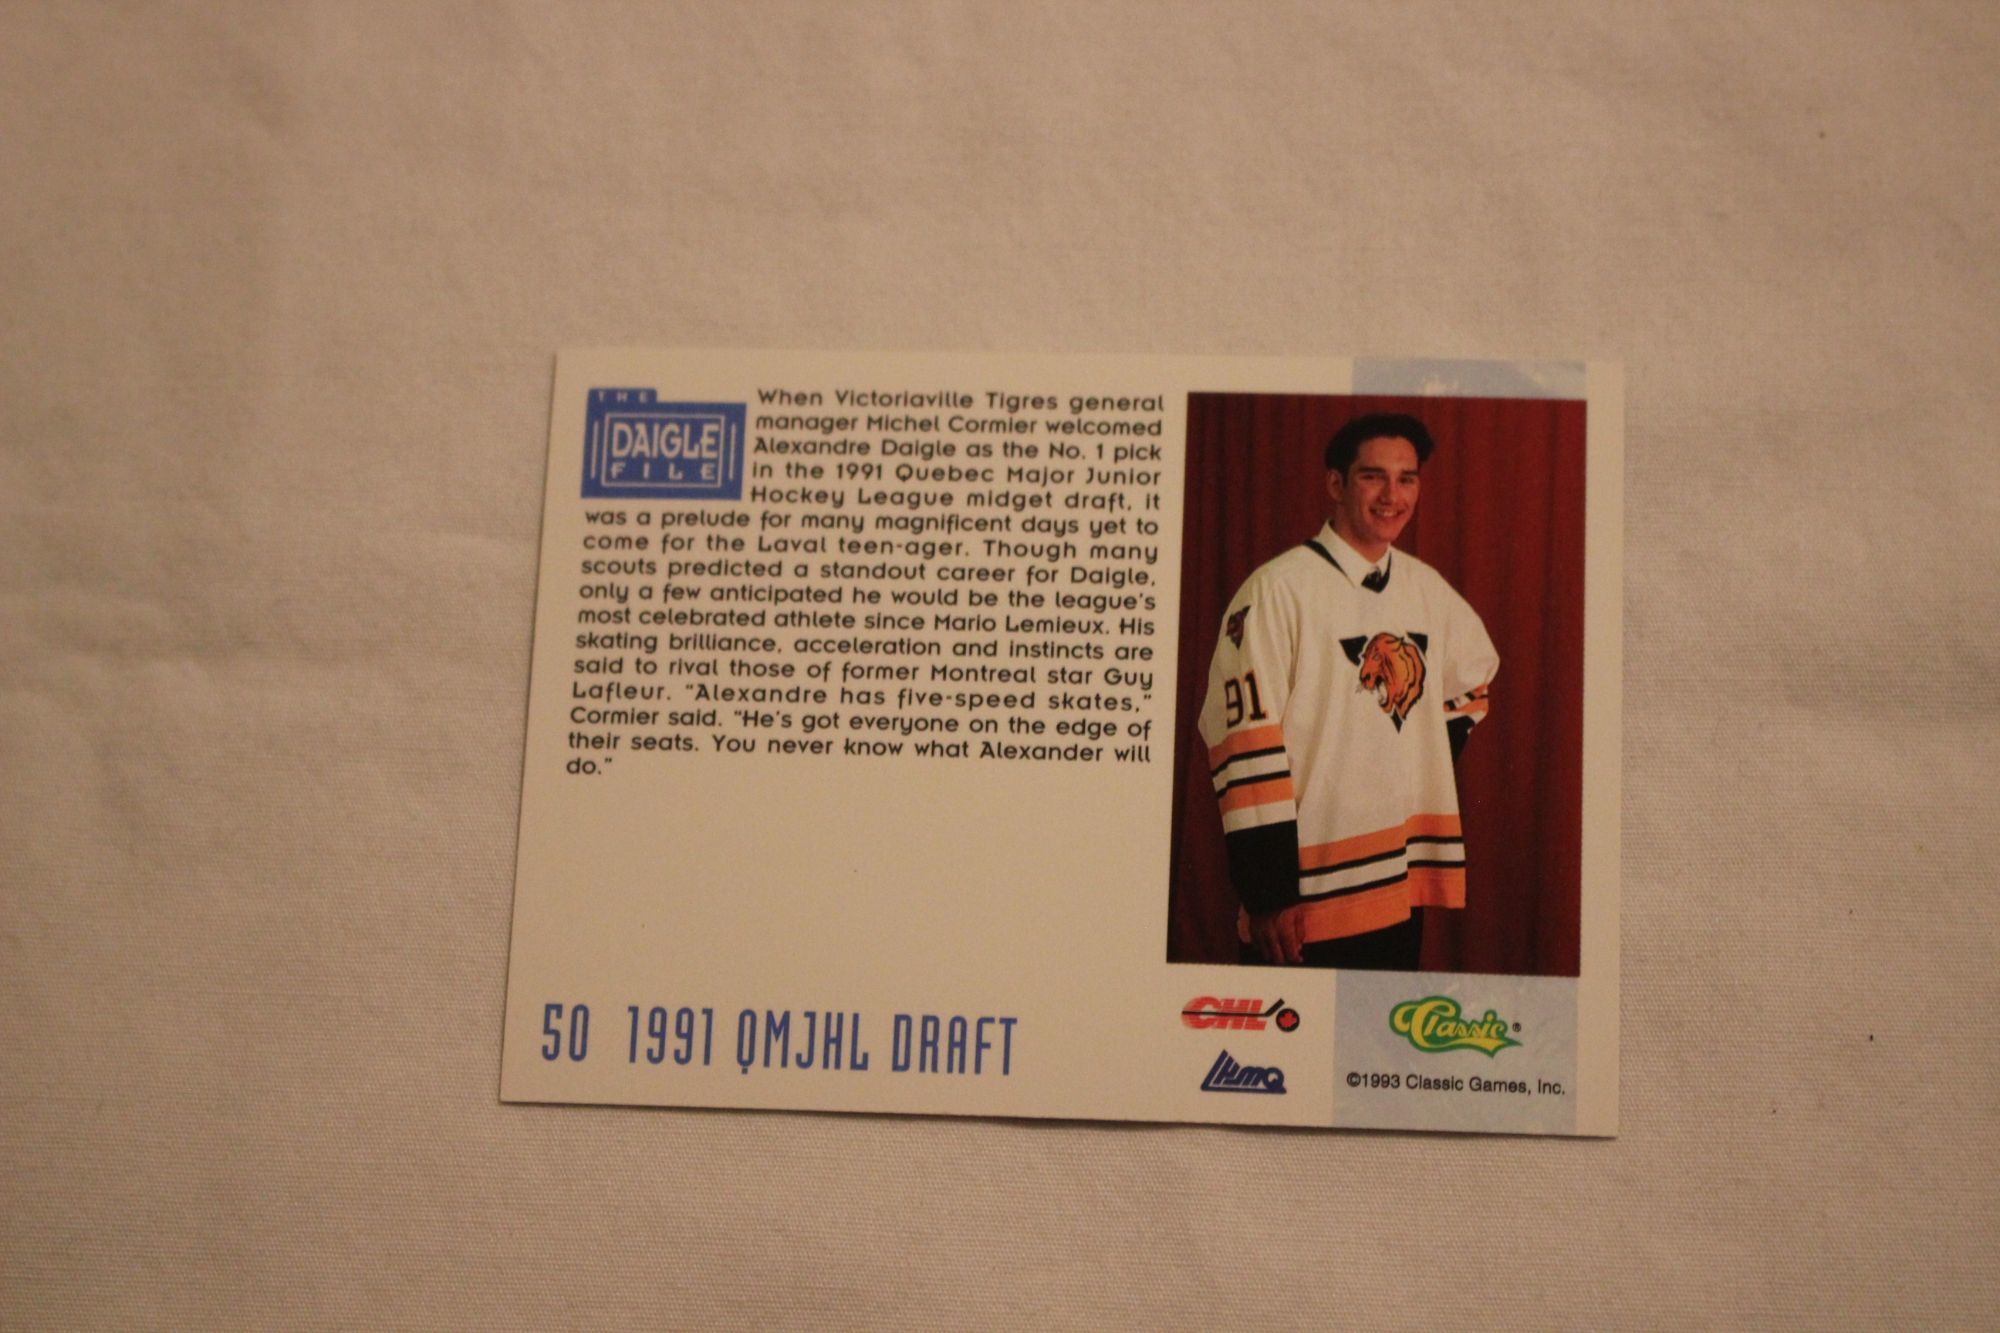 THE
DAIGLE
FILE
When Victoriaville Tigres general
manager Michel Cormier welcomed
Alexandre Daigle as the No. 1 pick
in the 1991 Quebec Major Junior
Hockey League midget draft, it
was a prelude for many magnificent days yet to
come for the Laval teen-ager. Though many
scouts predicted a standout career for Daigle,
only a few anticipated he would be the league's
most celebrated athlete since Mario Lemieux. His
skating brilliance, acceleration and instincts are
said to rival those of former Montreal star Guy
Lafleur. "Alexandre has five-speed skates,"
Cormier said. "He's got everyone on the edge of
their seats. You never know what Alexander will
do."
91
50 1991 QMJHL DRAFT
CHL
LHJMQ
Classic®
©1993 Classic Games, Inc.